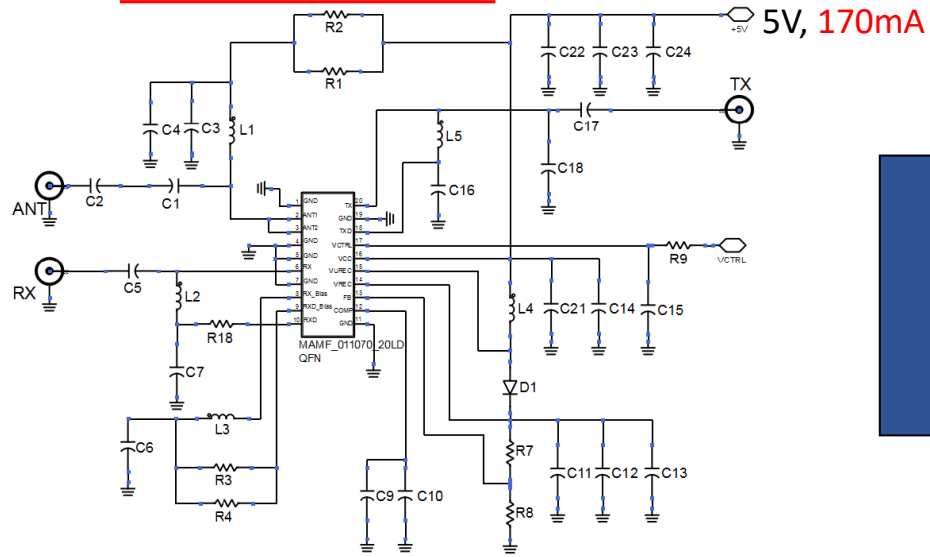 5V, 170mA
+5V
R2
R1
C22
C23
C24
TX
C4
C3
L1
L5
C17
C18
C16
ANT
C2
C1
1 GND
2 ANT1
3 ANT2
4 GND
5 GND
6 RX
7 GND
8 RX_Bias
9 RXD_Bias
10 RXD
TX 20
GND 19
TXD 18
VCTRL 17
VCC 16
VUREC 15
VREC 14
FB 13
COMP 12
GND 11
MAMF_011070_20LD
QFN
R9
VCTRL
RX
C5
L2
R18
C7
L4
C21
C14
C15
D1
C6
L3
R3
R4
C9
C10
R7
R8
C11
C12
C13